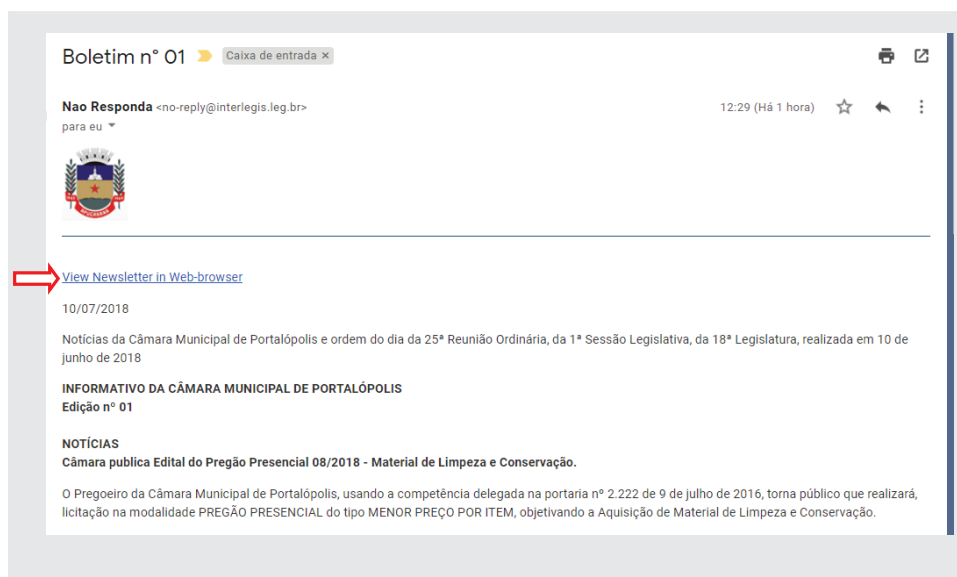 Boletim n° 01 Caixa de entrada ×
Nao Responda <no-reply@interlegis.leg.br> 12:29 (Há 1 hora)
para eu
APUCARANA
View Newsletter in Web-browser
10/07/2018
Notícias da Câmara Municipal de Portalópolis e ordem do dia da 25ª Reunião Ordinária, da 1ª Sessão Legislativa, da 18ª Legislatura, realizada em 10 de
junho de 2018
INFORMATIVO DA CÂMARA MUNICIPAL DE PORTALÓPOLIS
Edição nº 01
NOTÍCIAS
Câmara publica Edital do Pregão Presencial 08/2018 - Material de Limpeza e Conservação.
O Pregoeiro da Câmara Municipal de Portalópolis, usando a competência delegada na portaria nº 2.222 de 9 de julho de 2016, torna público que realizará,
licitação na modalidade PREGÃO PRESENCIAL do tipo MENOR PREÇO POR ITEM, objetivando a Aquisição de Material de Limpeza e Conservação.